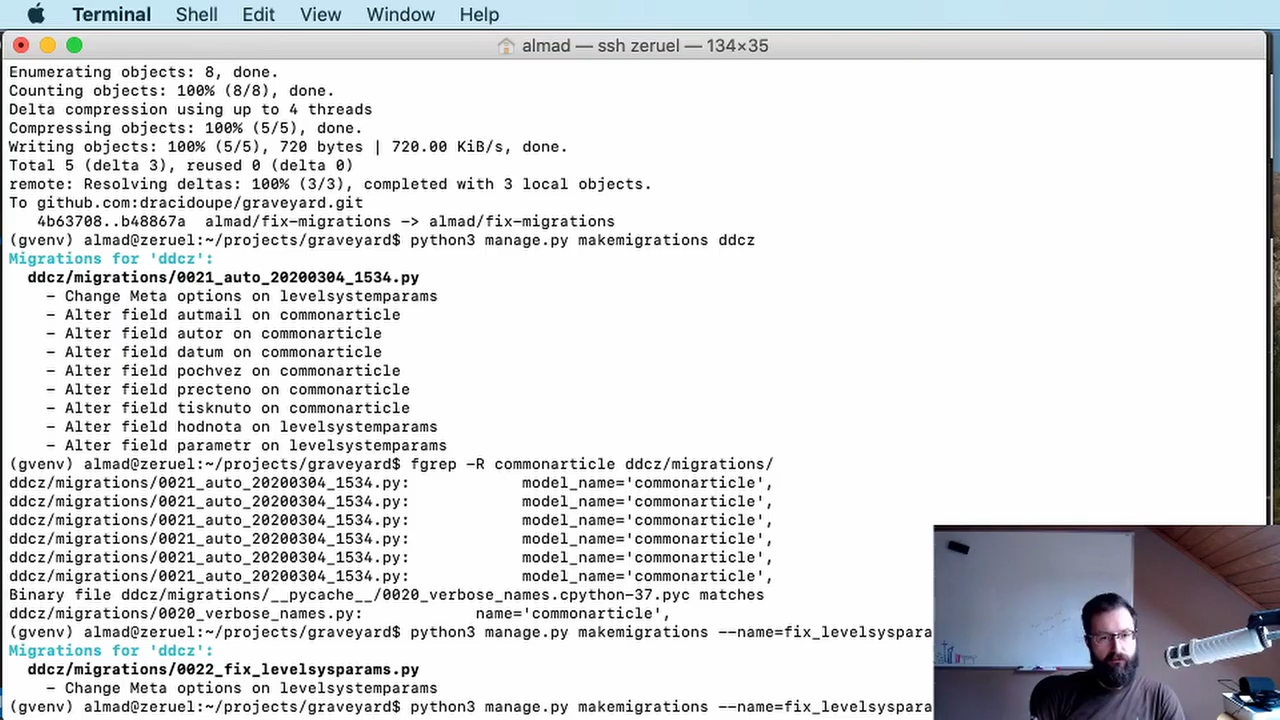 Terminal Shell Edit View Window Help
almad — ssh zeruel — 134×35
Enumerating objects: 8, done.
Counting objects: 100% (8/8), done.
Delta compression using up to 4 threads
Compressing objects: 100% (5/5), done.
Writing objects: 100% (5/5), 720 bytes | 720.00 KiB/s, done.
Total 5 (delta 3), reused 0 (delta 0)
remote: Resolving deltas: 100% (3/3), completed with 3 local objects.
To github.com:dracidoupe/graveyard.git
   4b63708..b48867a  almad/fix-migrations -> almad/fix-migrations
(gvenv) almad@zeruel:~/projects/graveyard$ python3 manage.py makemigrations ddcz
Migrations for 'ddcz':
  ddcz/migrations/0021_auto_20200304_1534.py
    - Change Meta options on levelsystemparams
    - Alter field autmail on commonarticle
    - Alter field autor on commonarticle
    - Alter field datum on commonarticle
    - Alter field pochvez on commonarticle
    - Alter field precteno on commonarticle
    - Alter field tisknuto on commonarticle
    - Alter field hodnota on levelsystemparams
    - Alter field parametr on levelsystemparams
(gvenv) almad@zeruel:~/projects/graveyard$ fgrep -R commonarticle ddcz/migrations/
ddcz/migrations/0021_auto_20200304_1534.py:            model_name='commonarticle',
ddcz/migrations/0021_auto_20200304_1534.py:            model_name='commonarticle',
ddcz/migrations/0021_auto_20200304_1534.py:            model_name='commonarticle',
ddcz/migrations/0021_auto_20200304_1534.py:            model_name='commonarticle',
ddcz/migrations/0021_auto_20200304_1534.py:            model_name='commonarticle',
ddcz/migrations/0021_auto_20200304_1534.py:            model_name='commonarticle',
Binary file ddcz/migrations/__pycache__/0020_verbose_names.cpython-37.pyc matches
ddcz/migrations/0020_verbose_names.py:            name='commonarticle',
(gvenv) almad@zeruel:~/projects/graveyard$ python3 manage.py makemigrations --name=fix_levelsyspara
Migrations for 'ddcz':
  ddcz/migrations/0022_fix_levelsysparams.py
    - Change Meta options on levelsystemparams
(gvenv) almad@zeruel:~/projects/graveyard$ python3 manage.py makemigrations --name=fix_levelsyspara